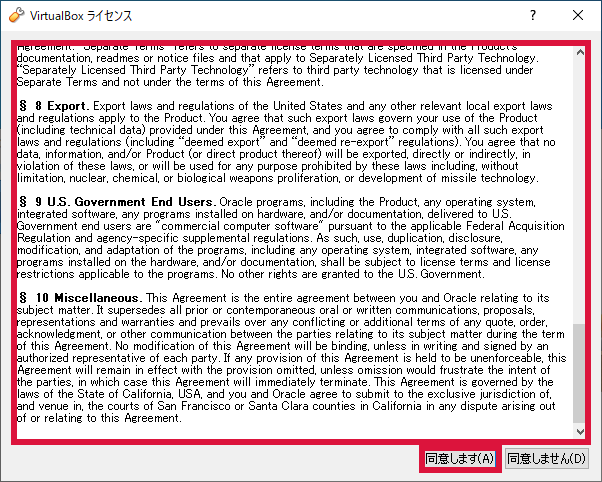 VirtualBox ライセンス
?
Agreement. "Separate Terms" refers to separate license terms that are specified in the Product's
documentation, readmes or notice files and that apply to Separately Licensed Third Party Technology.
“Separately Licensed Third Party Technology” refers to third party technology that is licensed under
Separate Terms and not under the terms of this Agreement.
§ 8 Export. Export laws and regulations of the United States and any other relevant local export laws
and regulations apply to the Product. You agree that such export laws govern your use of the Product
(including technical data) provided under this Agreement, and you agree to comply with all such export
laws and regulations (including “deemed export” and “deemed re-export” regulations). You agree that no
data, information, and/or Product (or direct product thereof) will be exported, directly or indirectly, in
violation of these laws, or will be used for any purpose prohibited by these laws including, without
limitation, nuclear, chemical, or biological weapons proliferation, or development of missile technology.
§ 9 U.S. Government End Users. Oracle programs, including the Product, any operating system,
integrated software, any programs installed on hardware, and/or documentation, delivered to U.S.
Government end users are "commercial computer software" pursuant to the applicable Federal Acquisition
Regulation and agency-specific supplemental regulations. As such, use, duplication, disclosure,
modification, and adaptation of the programs, including any operating system, integrated software, any
programs installed on the hardware, and/or documentation, shall be subject to license terms and license
restrictions applicable to the programs. No other rights are granted to the U.S. Government.
§ 10 Miscellaneous. This Agreement is the entire agreement between you and Oracle relating to its
subject matter. It supersedes all prior or contemporaneous oral or written communications, proposals,
representations and warranties and prevails over any conflicting or additional terms of any quote, order,
acknowledgment, or other communication between the parties relating to its subject matter during the term
of this Agreement. No modification of this Agreement will be binding, unless in writing and signed by an
authorized representative of each party. If any provision of this Agreement is held to be unenforceable, this
Agreement will remain in effect with the provision omitted, unless omission would frustrate the intent of
the parties, in which case this Agreement will immediately terminate. This Agreement is governed by the
laws of the State of California, USA, and you and Oracle agree to submit to the exclusive jurisdiction of,
and venue in, the courts of San Francisco or Santa Clara counties in California in any dispute arising out
of or relating to this Agreement.
同意します(A) 同意しません(D)